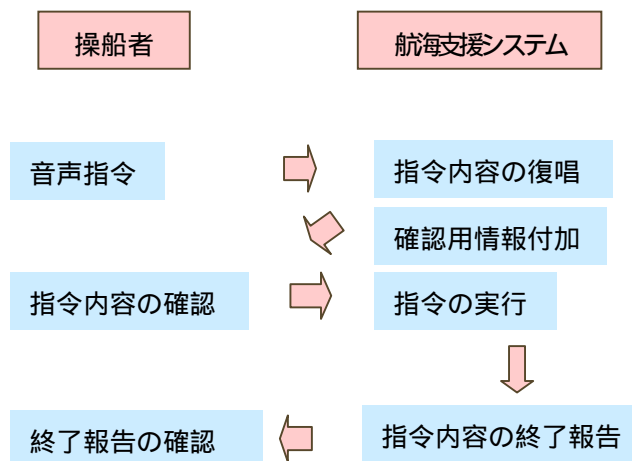 操船者
航海支援システム
音声指令
指令内容の復唱
確認用情報付加
指令内容の確認
指令の実行
終了報告の確認
指令内容の終了報告